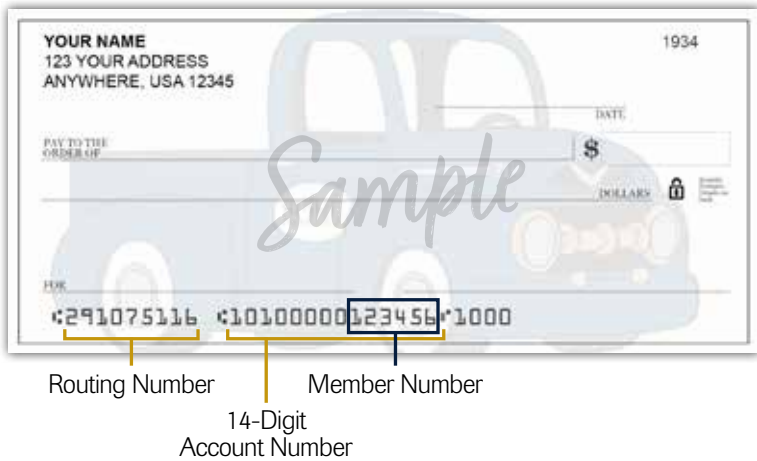 YOUR NAME 1934
123 YOUR ADDRESS
ANYWHERE, USA 12345
DATE
PAY TO THE
ORDER OF $
Sample
DOLLARS
FOR
⑆291075116 ⑆10100000123456⑈1000
Routing Number Member Number
14-Digit
Account Number